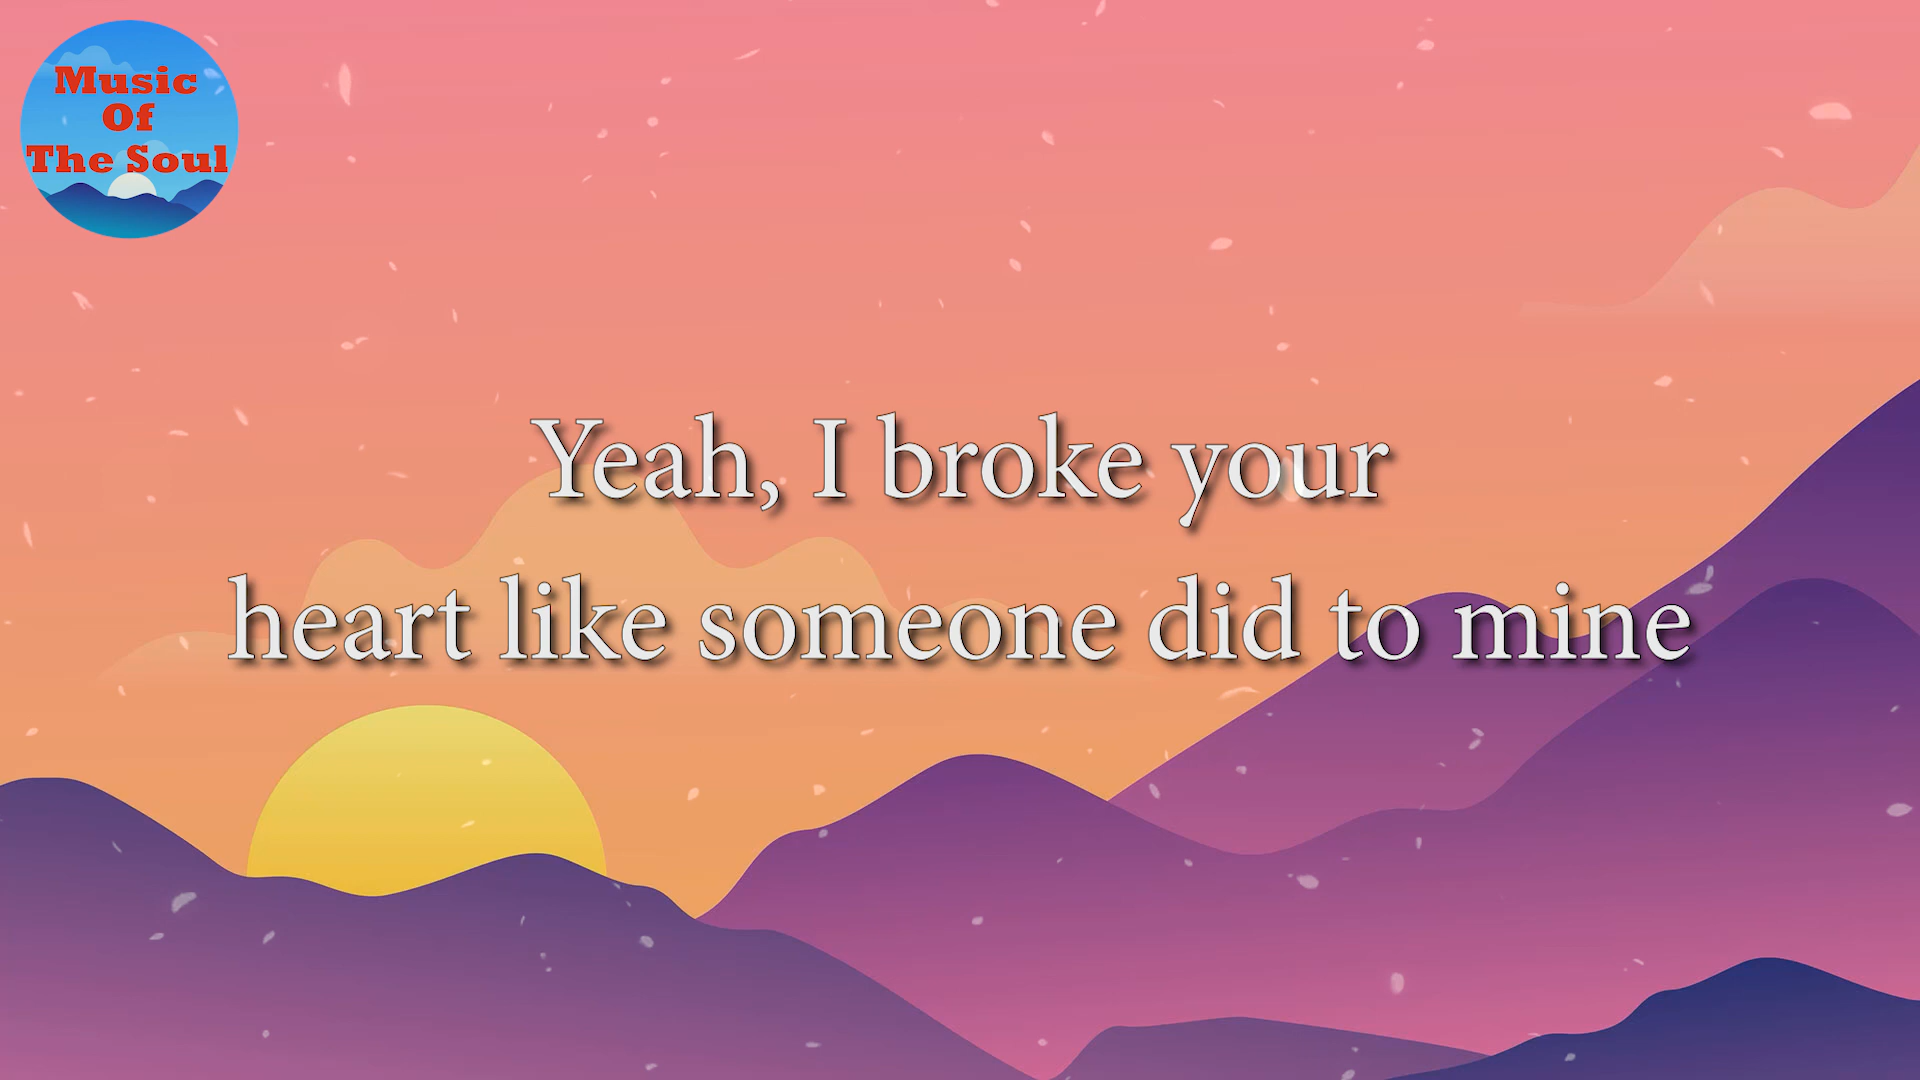 Music
Of
The Soul
Yeah, I broke your
heart like someone did to mine